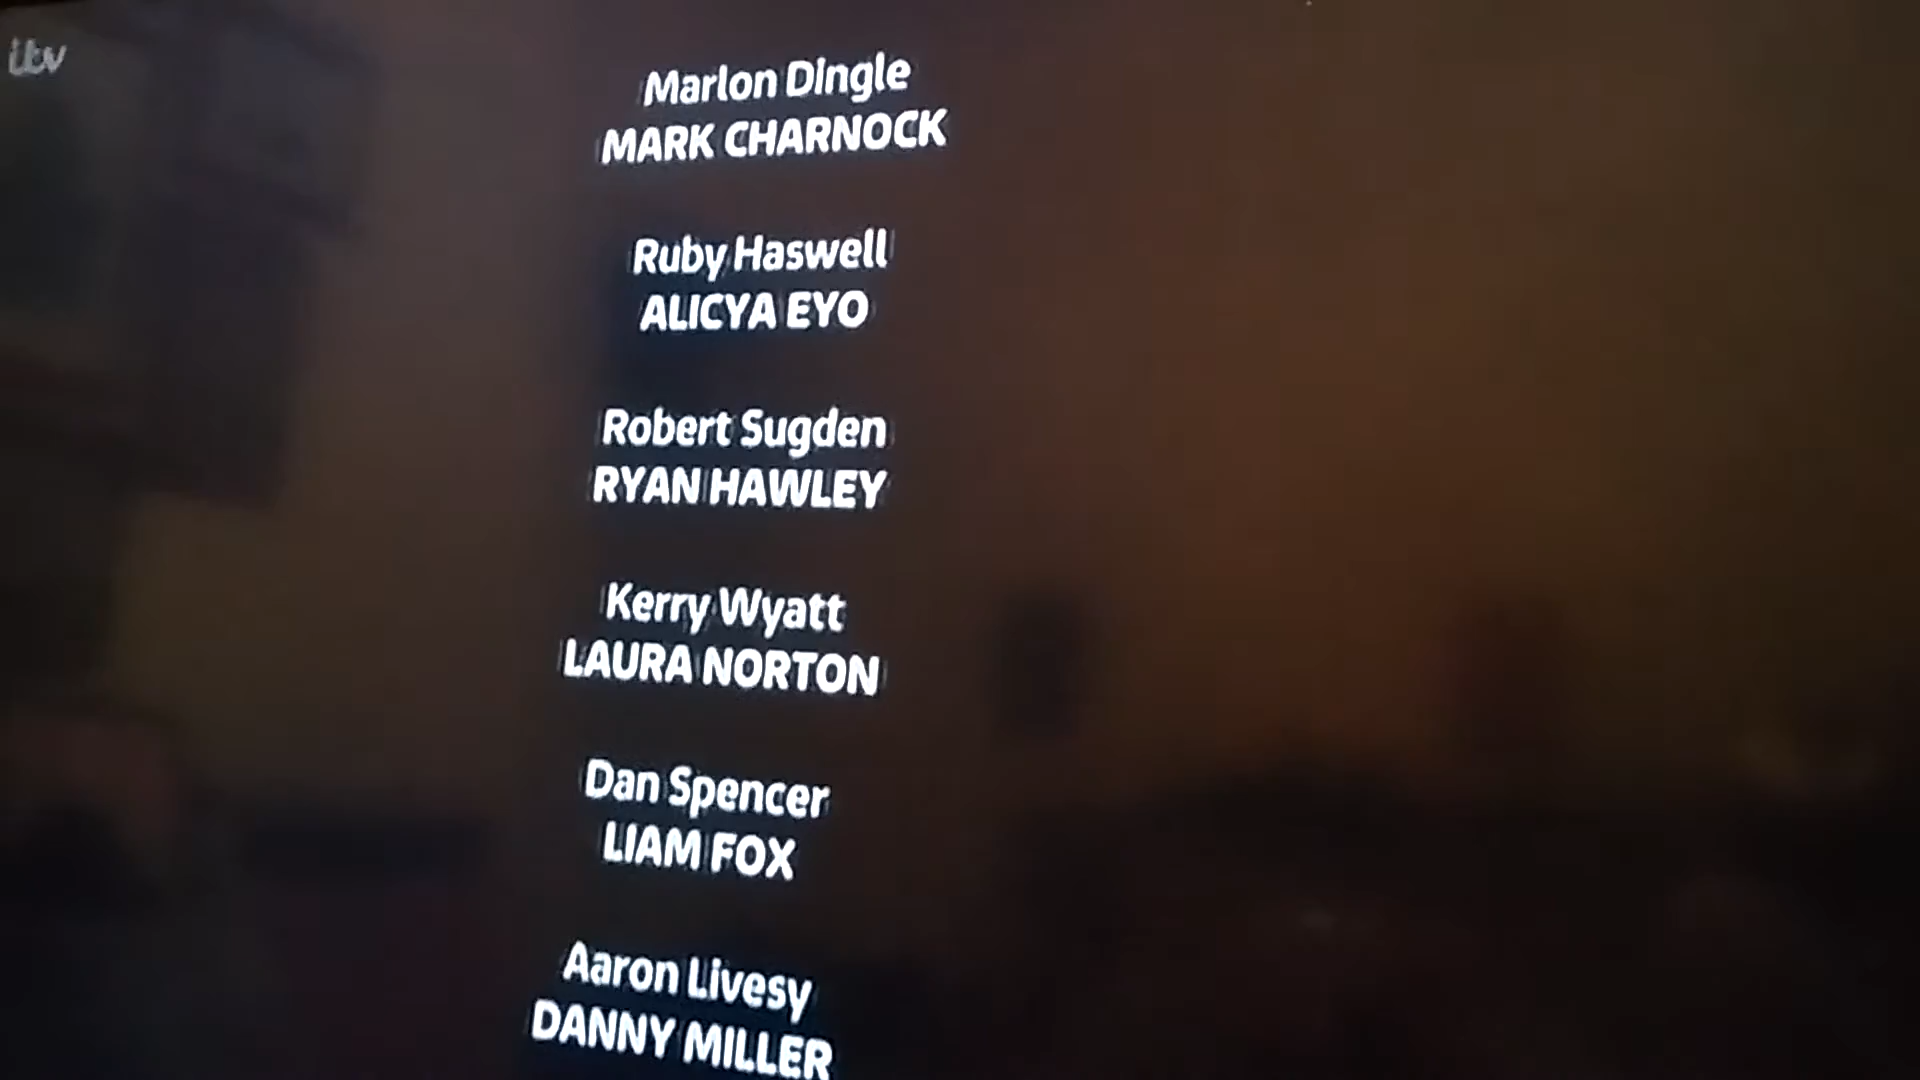 itv
Marlon Dingle
MARK CHARNOCK
Ruby Haswell
ALICYA EYO
Robert Sugden
RYAN HAWLEY
Kerry Wyatt
LAURA NORTON
Dan Spencer
LIAM FOX
Aaron Livesy
DANNY MILLER